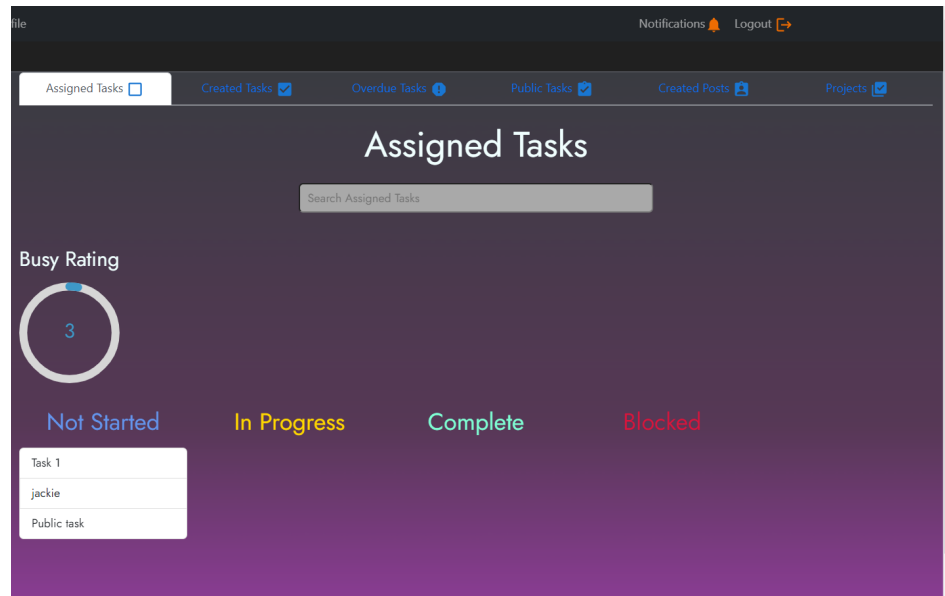 file Notifications Logout
Assigned Tasks Created Tasks Overdue Tasks Public Tasks Created Posts Projects
Assigned Tasks
Search Assigned Tasks
Busy Rating
3
Not Started In Progress Complete Blocked
Task 1
jackie
Public task